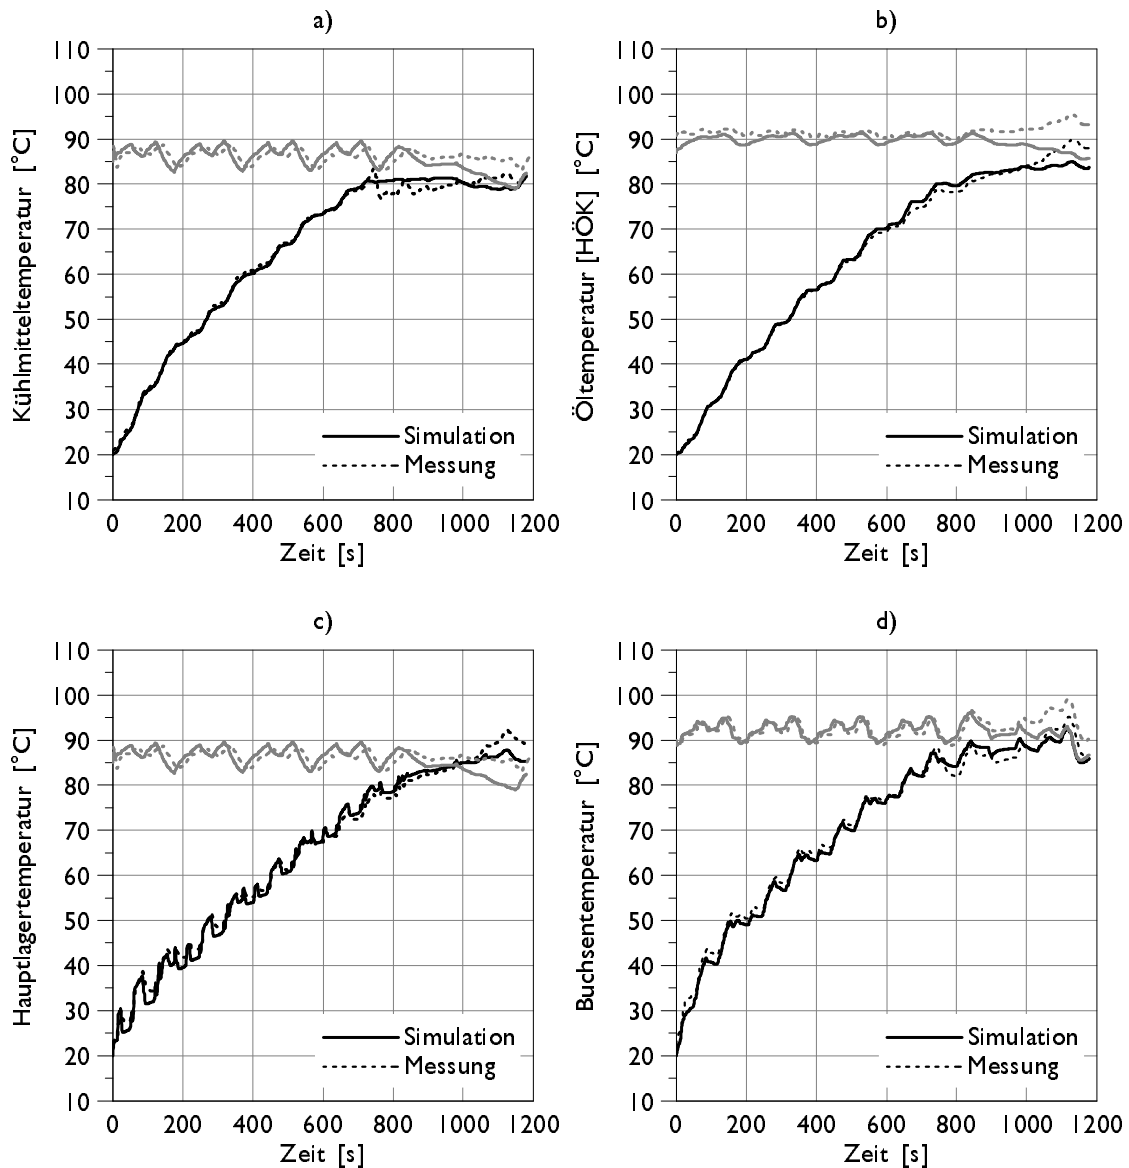 a)
110
100
90
80
70
60
50
40
30
20
10
Kühlmitteltemperatur [°C]
Simulation
Messung
0 200 400 600 800 1000 1200
Zeit [s]
b)
110
100
90
80
70
60
50
40
30
20
10
Öltemperatur [HÖK] [°C]
Simulation
Messung
0 200 400 600 800 1000 1200
Zeit [s]
c)
110
100
90
80
70
60
50
40
30
20
10
Hauptlagertemperatur [°C]
Simulation
Messung
0 200 400 600 800 1000 1200
Zeit [s]
d)
110
100
90
80
70
60
50
40
30
20
10
Buchsentemperatur [°C]
Simulation
Messung
0 200 400 600 800 1000 1200
Zeit [s]